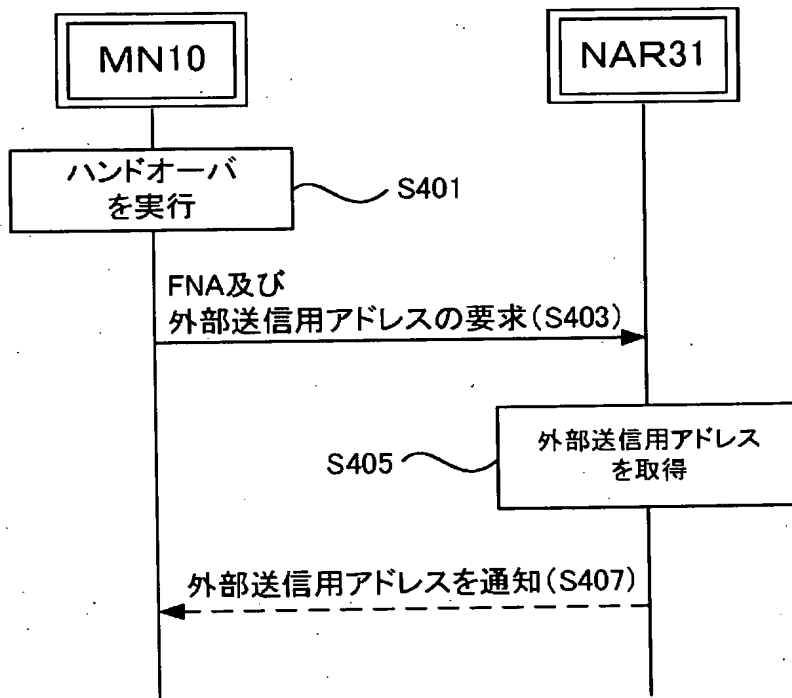 MN10
NAR31
ハンドオーバ
を実行
S401
FNA及び
外部送信用アドレスの要求(S403)
外部送信用アドレス
を取得
S405
外部送信用アドレスを通知(S407)